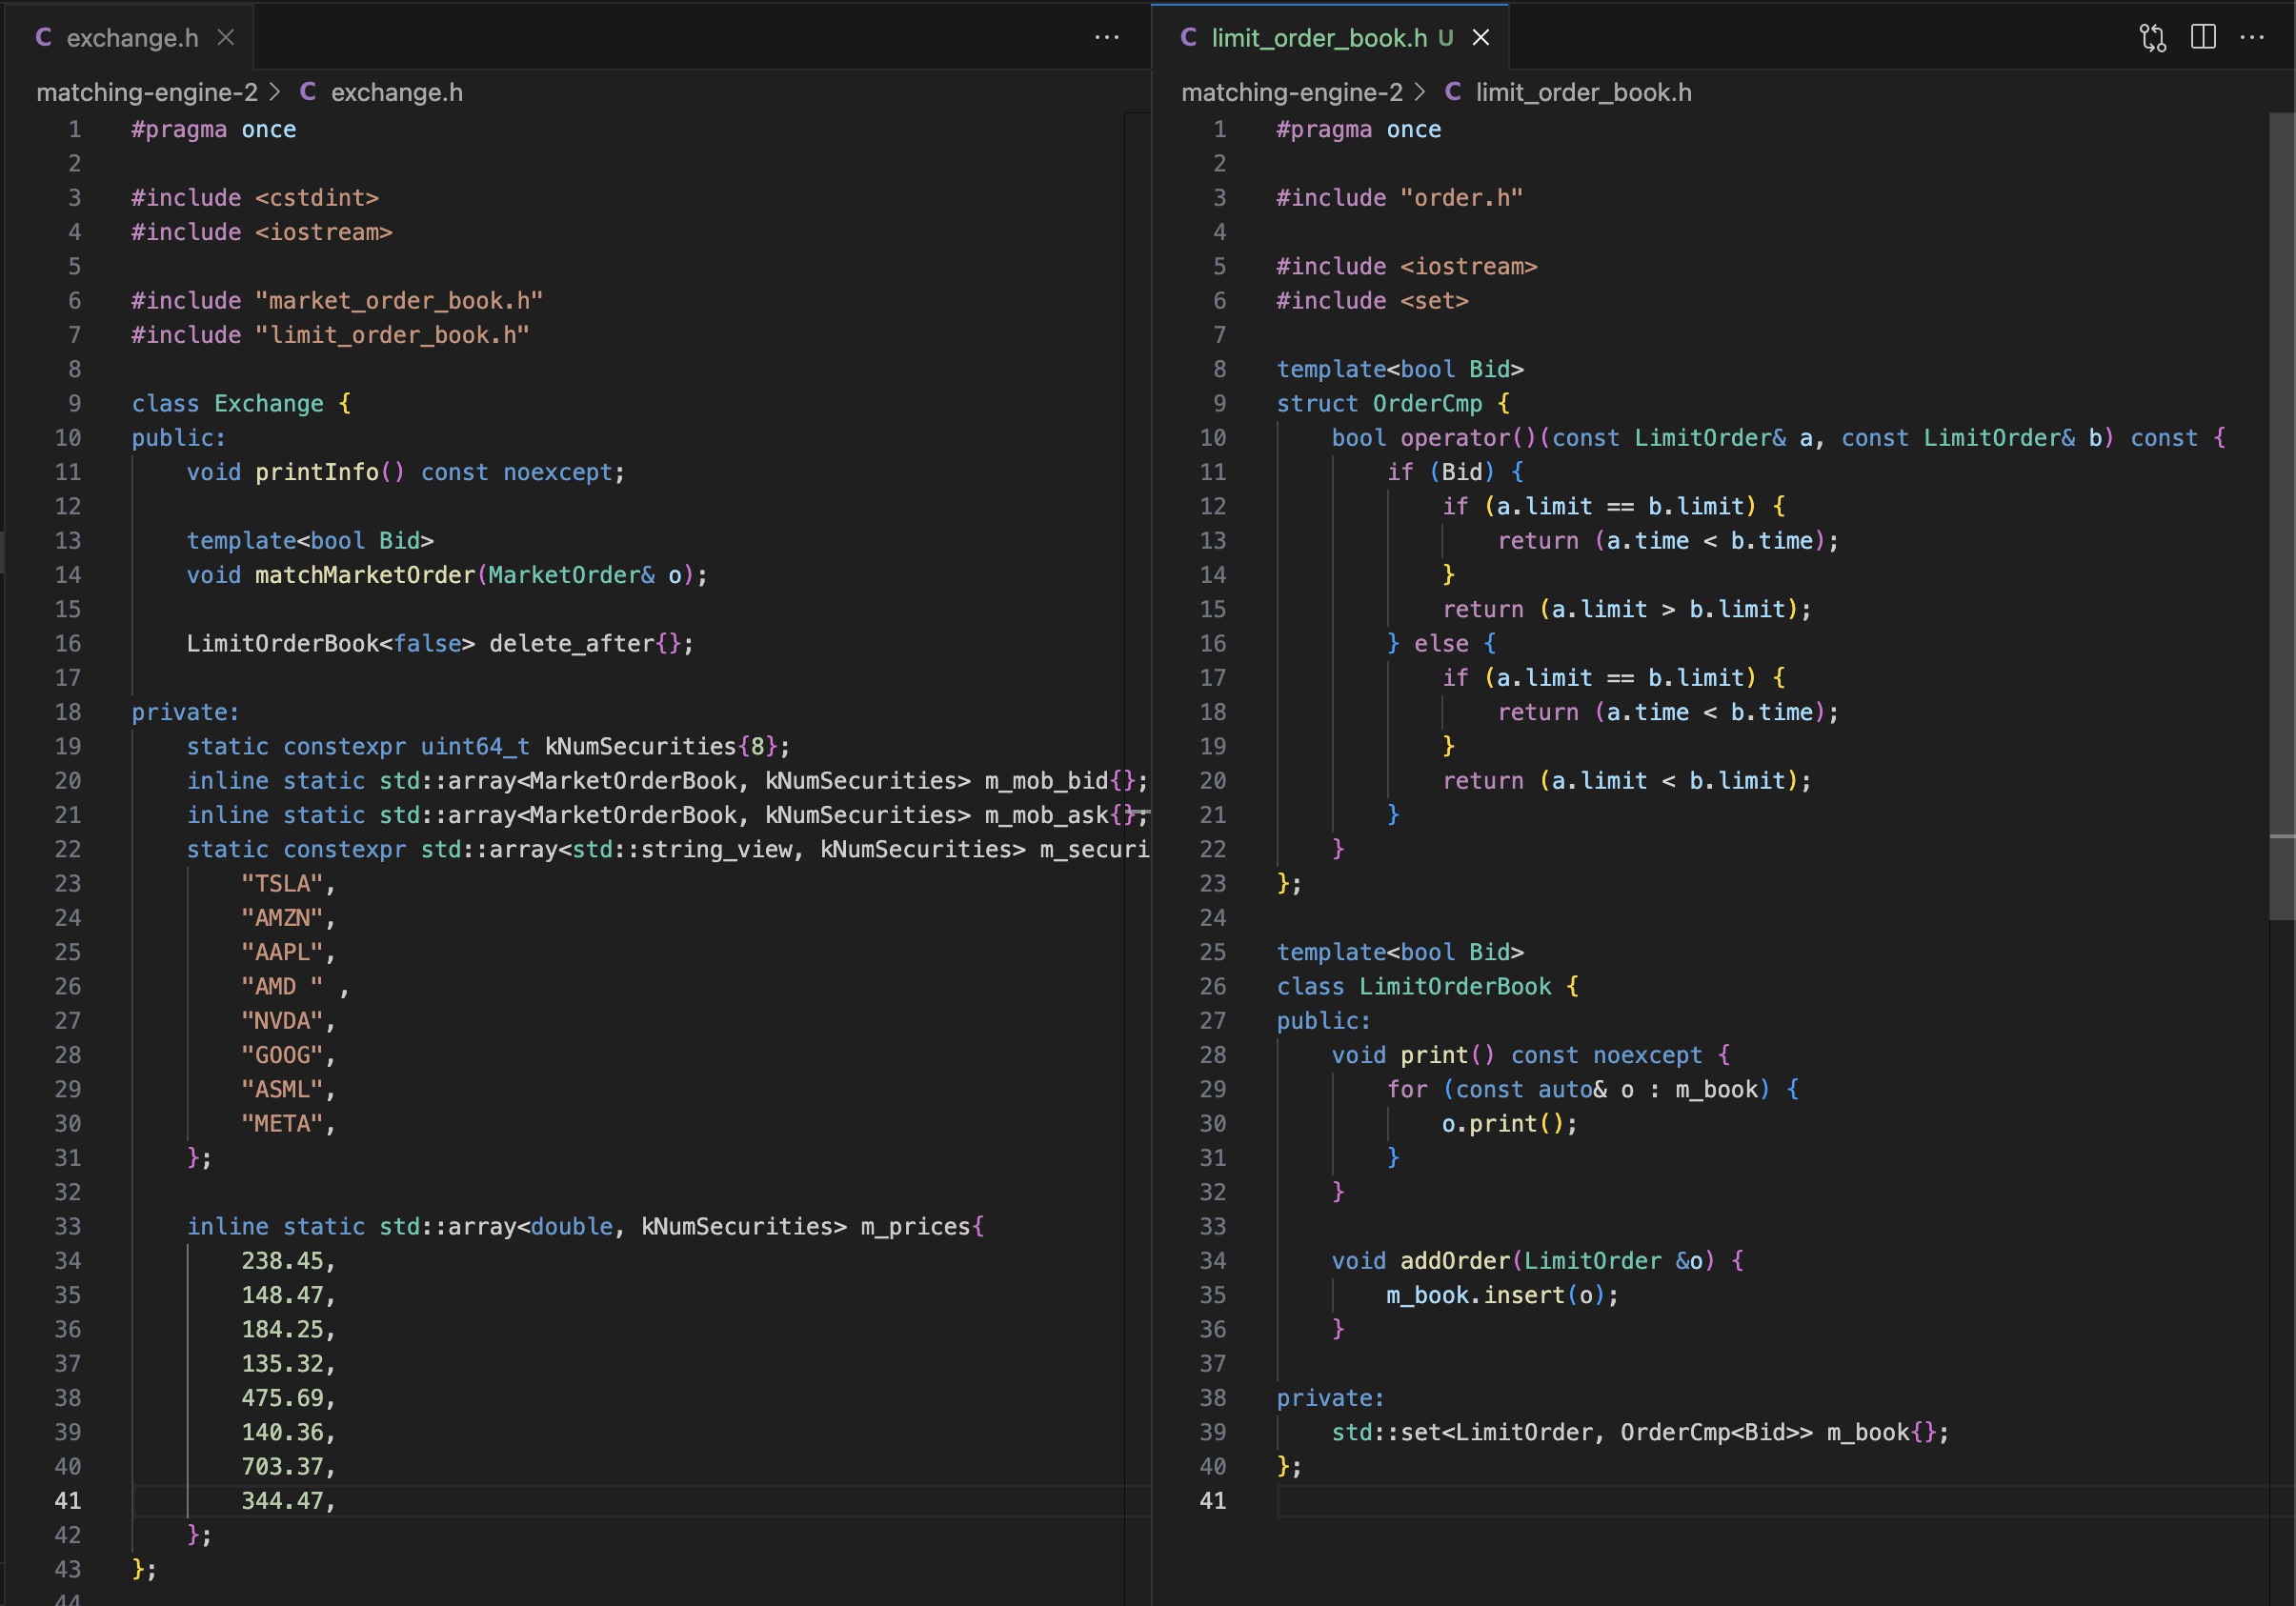 exchange.h
matching-engine-2 > C exchange.h
1 #pragma once
2
3 #include <cstdint>
4 #include <iostream>
5
6 #include "market_order_book.h"
7 #include "limit_order_book.h"
8
9 class Exchange {
10 public:
11     void printInfo() const noexcept;
12
13     template<bool Bid>
14     void matchMarketOrder(MarketOrder& o);
15
16     LimitOrderBook<false> delete_after{};
17
18 private:
19     static constexpr uint64_t kNumSecurities{8};
20     inline static std::array<MarketOrderBook, kNumSecurities> m_mob_bid{};
21     inline static std::array<MarketOrderBook, kNumSecurities> m_mob_ask{};
22     static constexpr std::array<std::string_view, kNumSecurities> m_securi
23         "TSLA",
24         "AMZN",
25         "AAPL",
26         "AMD " ,
27         "NVDA",
28         "GOOG",
29         "ASML",
30         "META",
31     };
32
33     inline static std::array<double, kNumSecurities> m_prices{
34         238.45,
35         148.47,
36         184.25,
37         135.32,
38         475.69,
39         140.36,
40         703.37,
41         344.47,
42     };
43 };
44
C limit_order_book.h U
matching-engine-2 > C limit_order_book.h
1 #pragma once
2
3 #include "order.h"
4
5 #include <iostream>
6 #include <set>
7
8 template<bool Bid>
9 struct OrderCmp {
10     bool operator()(const LimitOrder& a, const LimitOrder& b) const {
11         if (Bid) {
12             if (a.limit == b.limit) {
13                 return (a.time < b.time);
14             }
15             return (a.limit > b.limit);
16         } else {
17             if (a.limit == b.limit) {
18                 return (a.time < b.time);
19             }
20             return (a.limit < b.limit);
21         }
22     }
23 };
24
25 template<bool Bid>
26 class LimitOrderBook {
27 public:
28     void print() const noexcept {
29         for (const auto& o : m_book) {
30             o.print();
31         }
32     }
33
34     void addOrder(LimitOrder &o) {
35         m_book.insert(o);
36     }
37
38 private:
39     std::set<LimitOrder, OrderCmp<Bid>> m_book{};
40 };
41